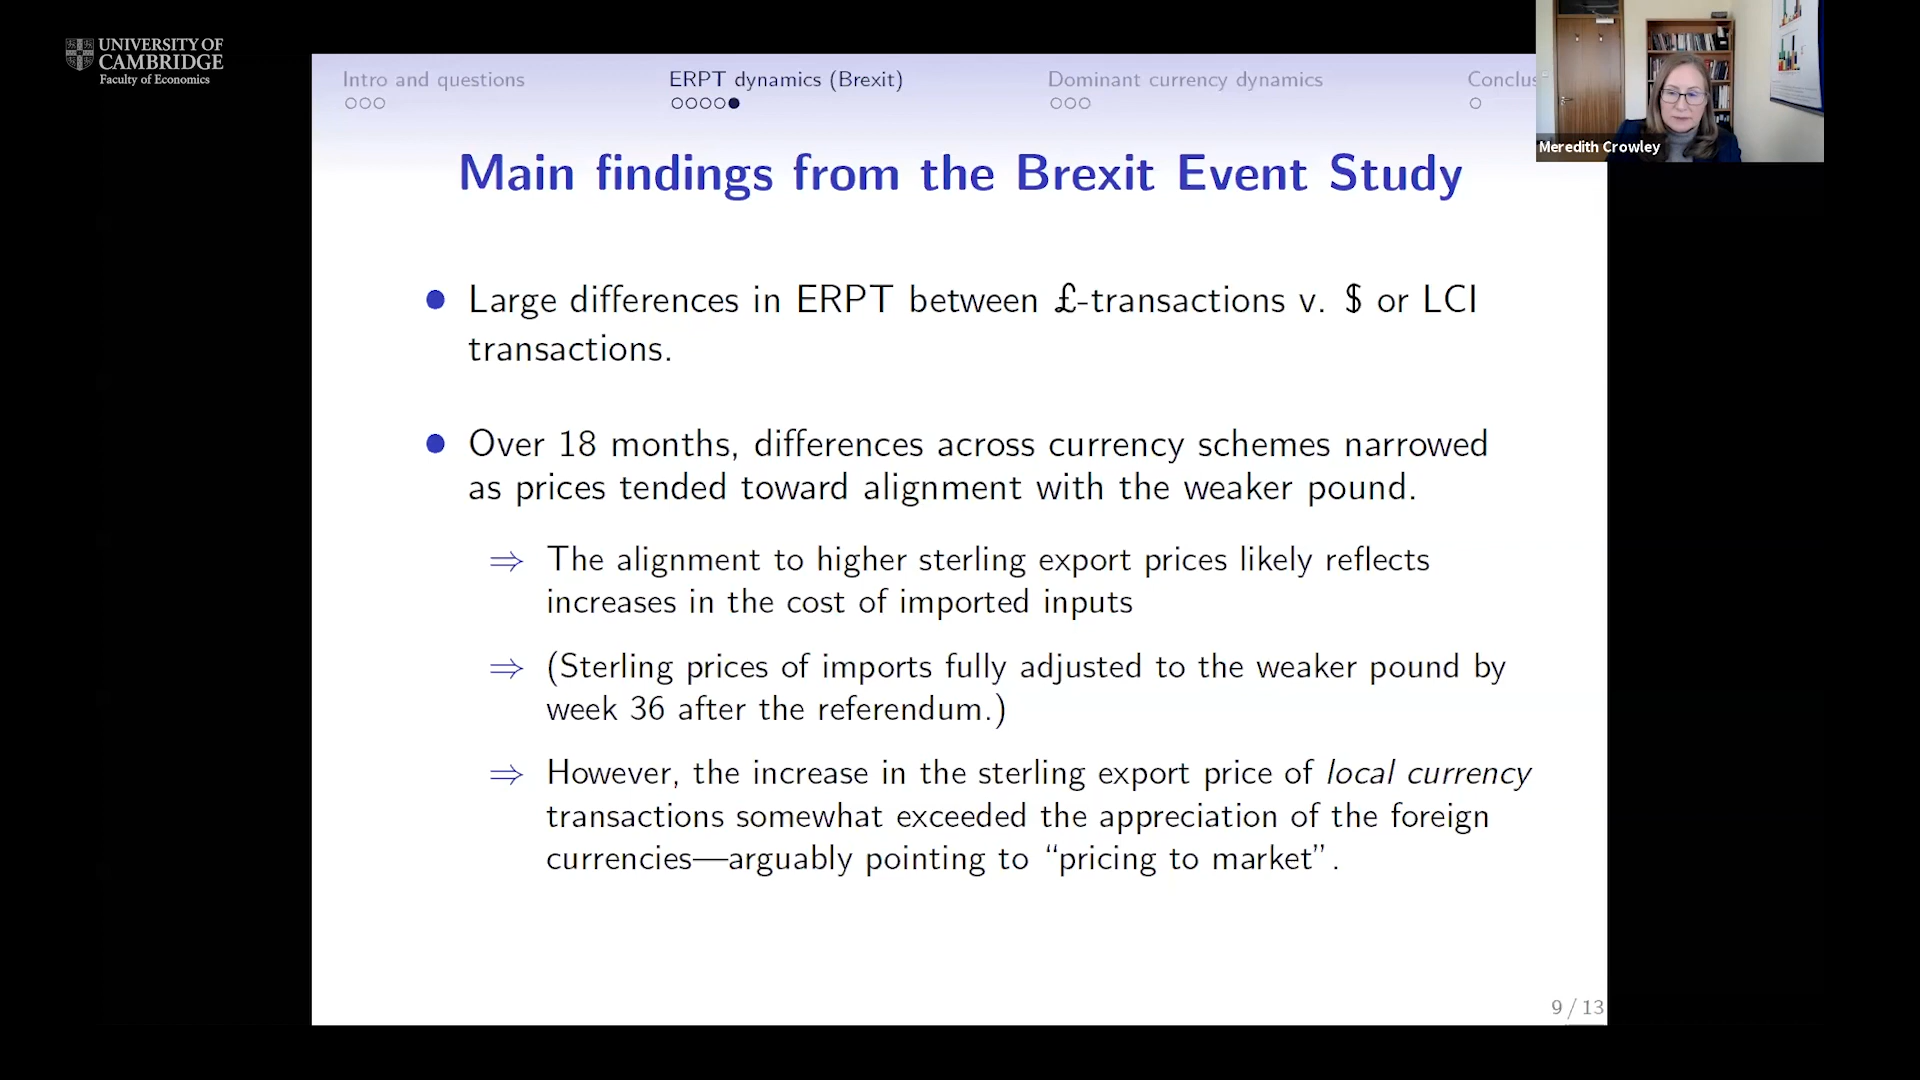 UNIVERSITY OF
CAMBRIDGE
Faculty of Economics
Intro and questions
ERPT dynamics (Brexit)
Dominant currency dynamics
Conclus
Meredith Crowley
Main findings from the Brexit Event Study
Large differences in ERPT between £-transactions v. $ or LCI
transactions.
Over 18 months, differences across currency schemes narrowed
as prices tended toward alignment with the weaker pound.
⇒ The alignment to higher sterling export prices likely reflects
increases in the cost of imported inputs
⇒ (Sterling prices of imports fully adjusted to the weaker pound by
week 36 after the referendum.)
⇒ However, the increase in the sterling export price of local currency
transactions somewhat exceeded the appreciation of the foreign
currencies—arguably pointing to “pricing to market”.
9 / 13